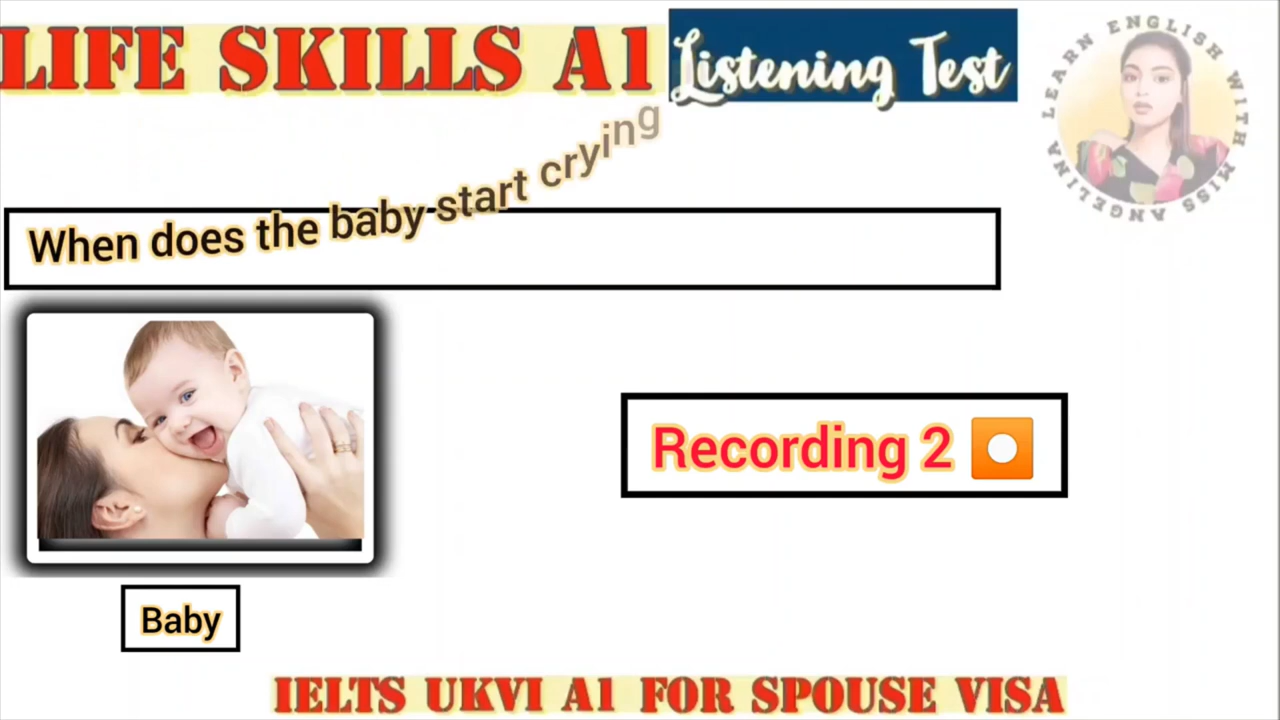 LIFE SKILLS A1 Listening Test
LEARN ENGLISH WITH MISS ANGELINA
When does the baby start crying
Recording 2
Baby
IELTS UKVI A1 FOR SPOUSE VISA